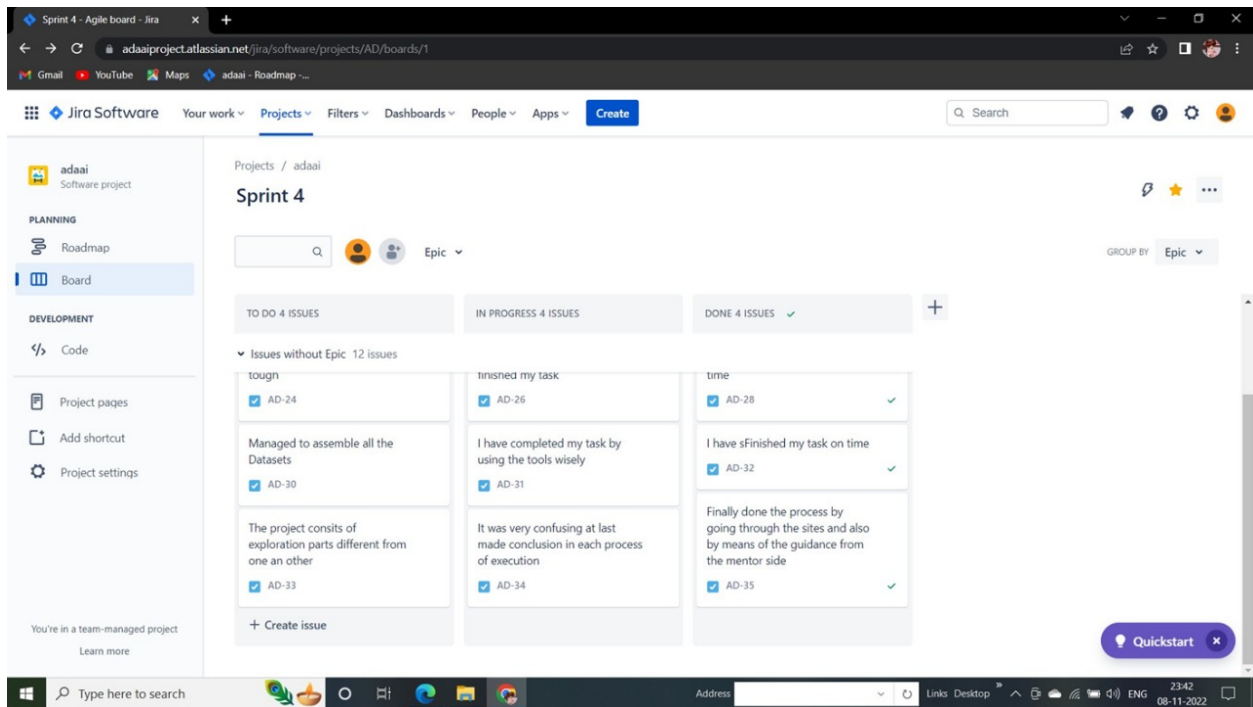 Sprint 4 - Agile board - Jira
adaaiproject.atlassian.net/jira/software/projects/AD/boards/1
Gmail YouTube Maps adaai - Roadmap -...
Jira Software Your work Projects Filters Dashboards People Apps Create Search
adaai
Software project
PLANNING
Roadmap
Board
DEVELOPMENT
Code
Project pages
Add shortcut
Project settings
You're in a team-managed project
Learn more
Projects / adaai
Sprint 4
Epic
GROUP BY Epic
TO DO 4 ISSUES
IN PROGRESS 4 ISSUES
DONE 4 ISSUES
Issues without Epic 12 issues
tough
AD-24
Managed to assemble all the
Datasets
AD-30
The project consits of
exploration parts different from
one an other
AD-33
+ Create issue
finished my task
AD-26
I have completed my task by
using the tools wisely
AD-31
It was very confusing at last
made conclusion in each process
of execution
AD-34
time
AD-28
I have sFinished my task on time
AD-32
Finally done the process by
going through the sites and also
by means of the guidance from
the mentor side
AD-35
Quickstart
Type here to search
Address
Links Desktop
ENG
23:42
08-11-2022